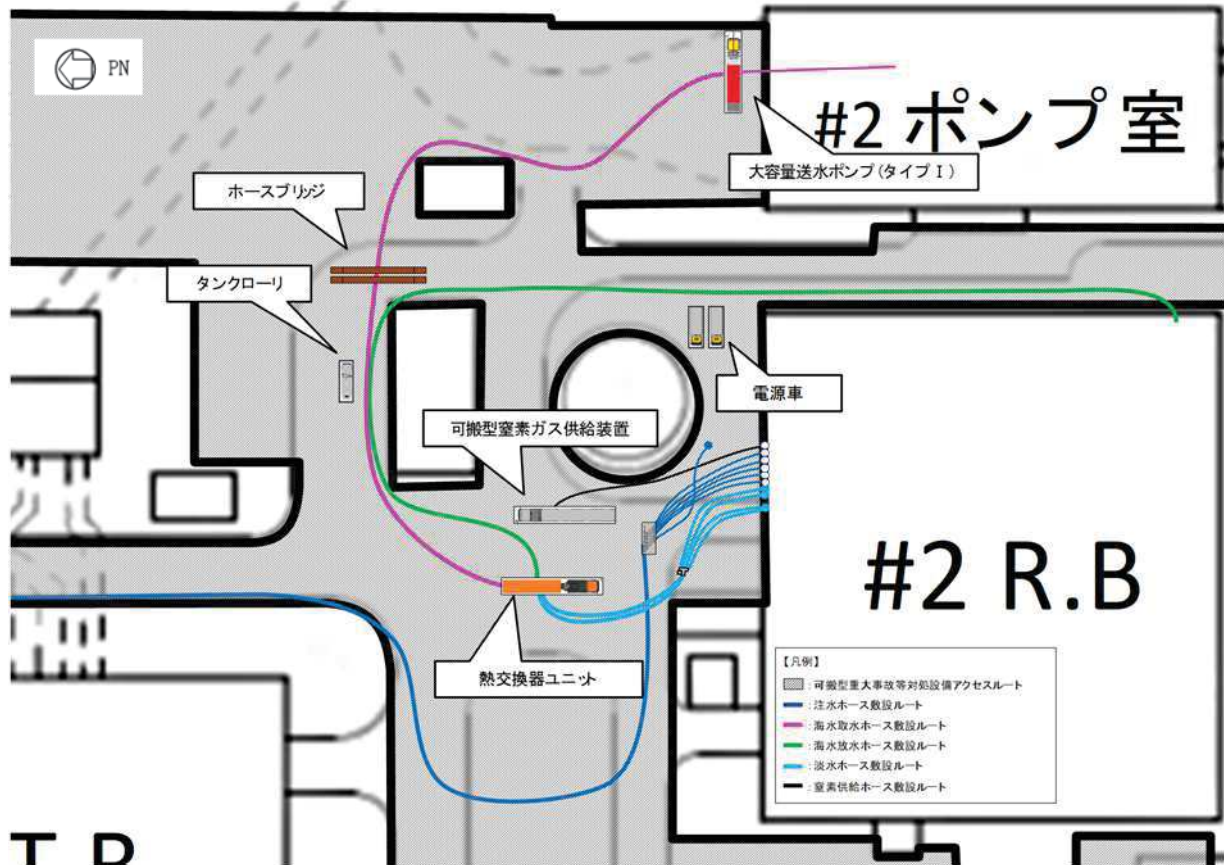 PN
#2 ポンプ室
大容量送水ポンプ(タイプⅠ)
ホースブリッジ
タンクローリ
電源車
可搬型窒素ガス供給装置
#2 R.B
熱交換器ユニット
【凡例】
:可搬型重大事故等対処設備アクセスルート
:注水ホース敷設ルート
:海水取水ホース敷設ルート
:海水放水ホース敷設ルート
:淡水ホース敷設ルート
:窒素供給ホース敷設ルート
T.B